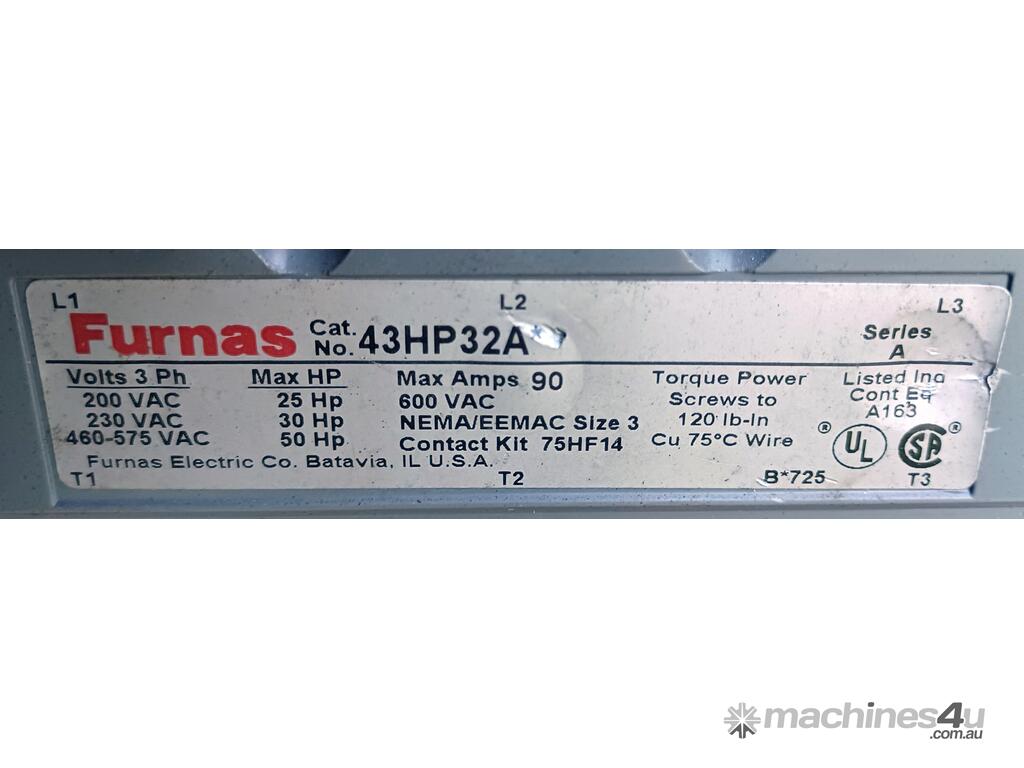 L1 L2 L3
Furnas Cat. No. 43HP32A Series A
Volts 3 Ph Max HP Max Amps 90 Torque Power Listed Ind
200 VAC 25 Hp 600 VAC Screws to Cont Eq
230 VAC 30 Hp NEMA/EEMAC Size 3 120 lb-In A163
460-575 VAC 50 Hp Contact Kit 75HF14 Cu 75°C Wire ® UL SA ®
Furnas Electric Co. Batavia, IL U.S.A.
T1 T2 B*725 T3
machines4u
.com.au